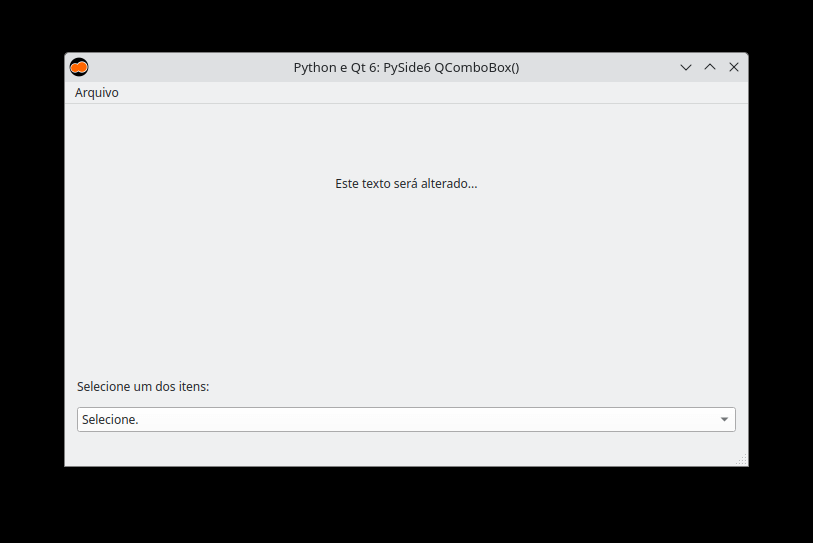 Python e Qt 6: PySide6 QComboBox()
Arquivo
Este texto será alterado...
Selecione um dos itens:
Selecione.